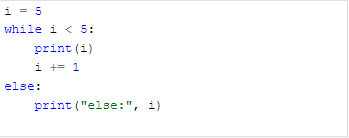 i = 5
while i < 5:
    print(i)
    i += 1
else:
    print("else:", i)